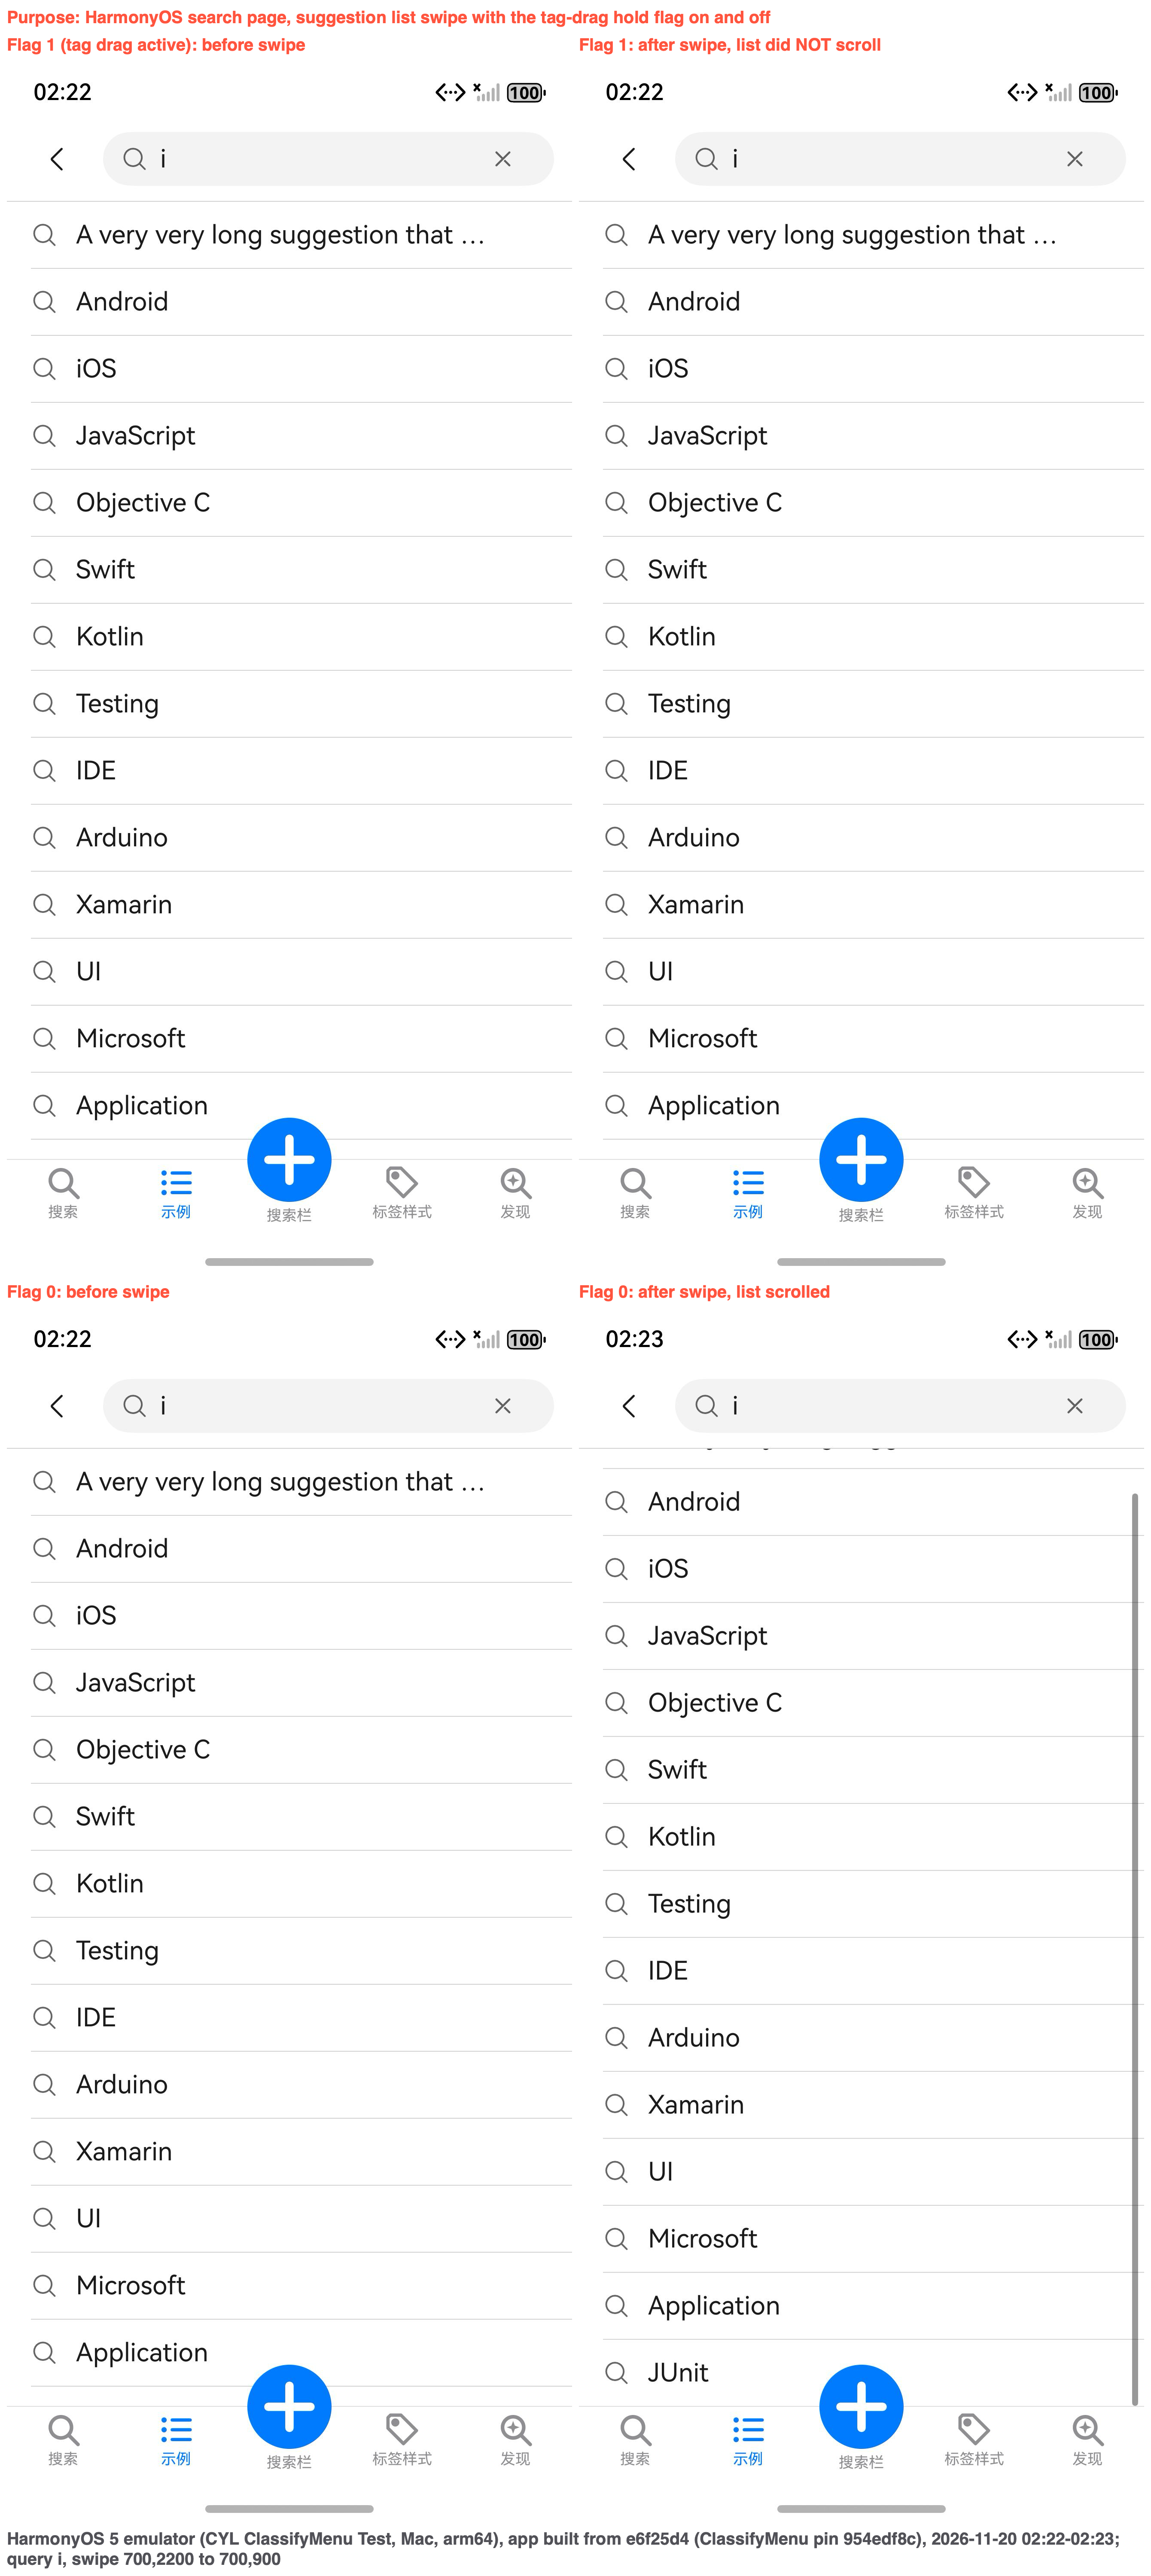 Purpose: HarmonyOS search page, suggestion list swipe with the tag-drag hold flag on and off
Flag 1 (tag drag active): before swipe
02:22
100
i
A very very long suggestion that ...
Android
iOS
JavaScript
Objective C
Swift
Kotlin
Testing
IDE
Arduino
Xamarin
UI
Microsoft
Application
搜索
示例
搜索栏
标签样式
发现
Flag 1: after swipe, list did NOT scroll
02:22
100
i
A very very long suggestion that ...
Android
iOS
JavaScript
Objective C
Swift
Kotlin
Testing
IDE
Arduino
Xamarin
UI
Microsoft
Application
搜索
示例
搜索栏
标签样式
发现
Flag 0: before swipe
02:22
100
i
A very very long suggestion that ...
Android
iOS
JavaScript
Objective C
Swift
Kotlin
Testing
IDE
Arduino
Xamarin
UI
Microsoft
Application
搜索
示例
搜索栏
标签样式
发现
Flag 0: after swipe, list scrolled
02:23
100
i
Android
iOS
JavaScript
Objective C
Swift
Kotlin
Testing
IDE
Arduino
Xamarin
UI
Microsoft
Application
JUnit
搜索
示例
搜索栏
标签样式
发现
HarmonyOS 5 emulator (CYL ClassifyMenu Test, Mac, arm64), app built from e6f25d4 (ClassifyMenu pin 954edf8c), 2026-11-20 02:22-02:23;
query i, swipe 700,2200 to 700,900